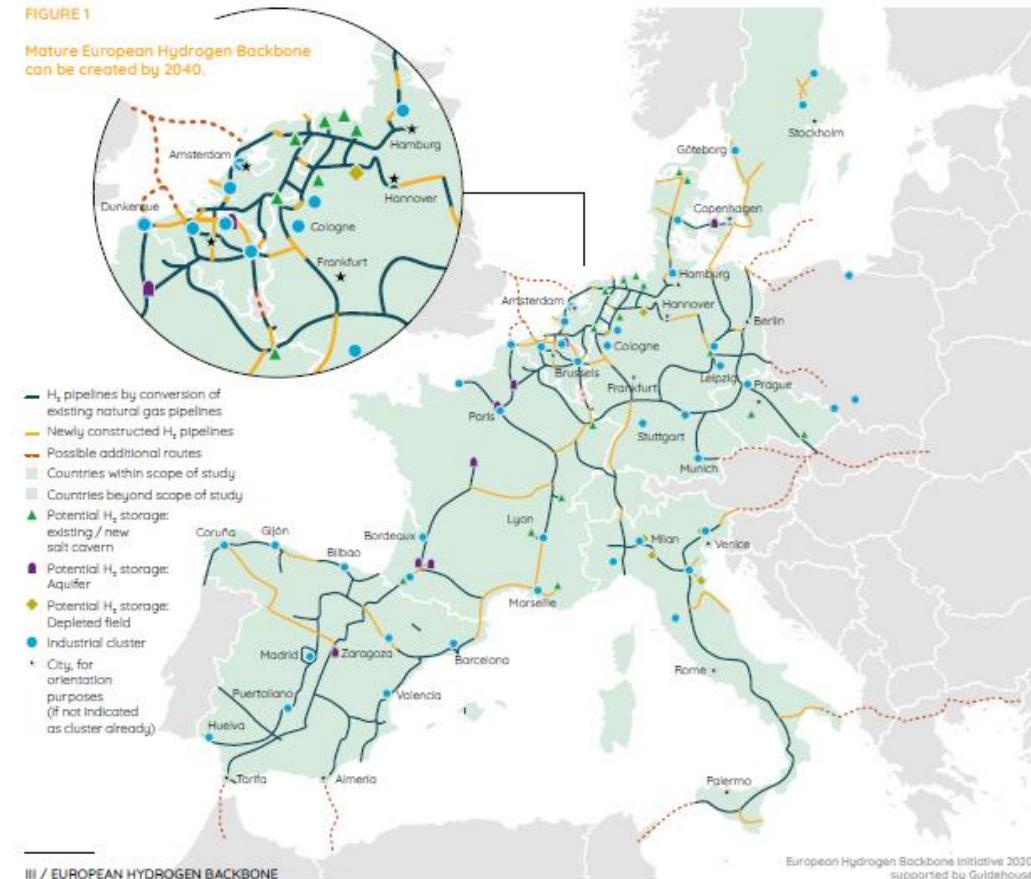 FIGURE 1
Mature European Hydrogen Backbone
can be created by 2040.
Amsterdam
Hamburg
Dunkerque
Hannover
Cologne
Frankfurt
Stockholm
Göteborg
Copenhagen
Hamburg
Amsterdam
Hannover
Berlin
Cologne
Brussels
Leipzig
Frankfurt
Prague
Paris
Stuttgart
Munich
H₂ pipelines by conversion of
existing natural gas pipelines
Newly constructed H₂ pipelines
Possible additional routes
Countries within scope of study
Countries beyond scope of study
Potential H₂ storage:
existing / new
salt cavern
Potential H₂ storage:
Aquifer
Potential H₂ storage:
Depleted field
Industrial cluster
City, for
orientation
purposes
(if not indicated
as cluster already)
Coruña
Gijón
Bilbao
Bordeaux
Lyon
Milan
Venice
Marseille
Madrid
Zaragoza
Barcelona
Puertollano
Valencia
Rome
Huelva
Tarifa
Almería
Palermo
III / EUROPEAN HYDROGEN BACKBONE
European Hydrogen Backbone Initiative 2020,
supported by Guidehouse